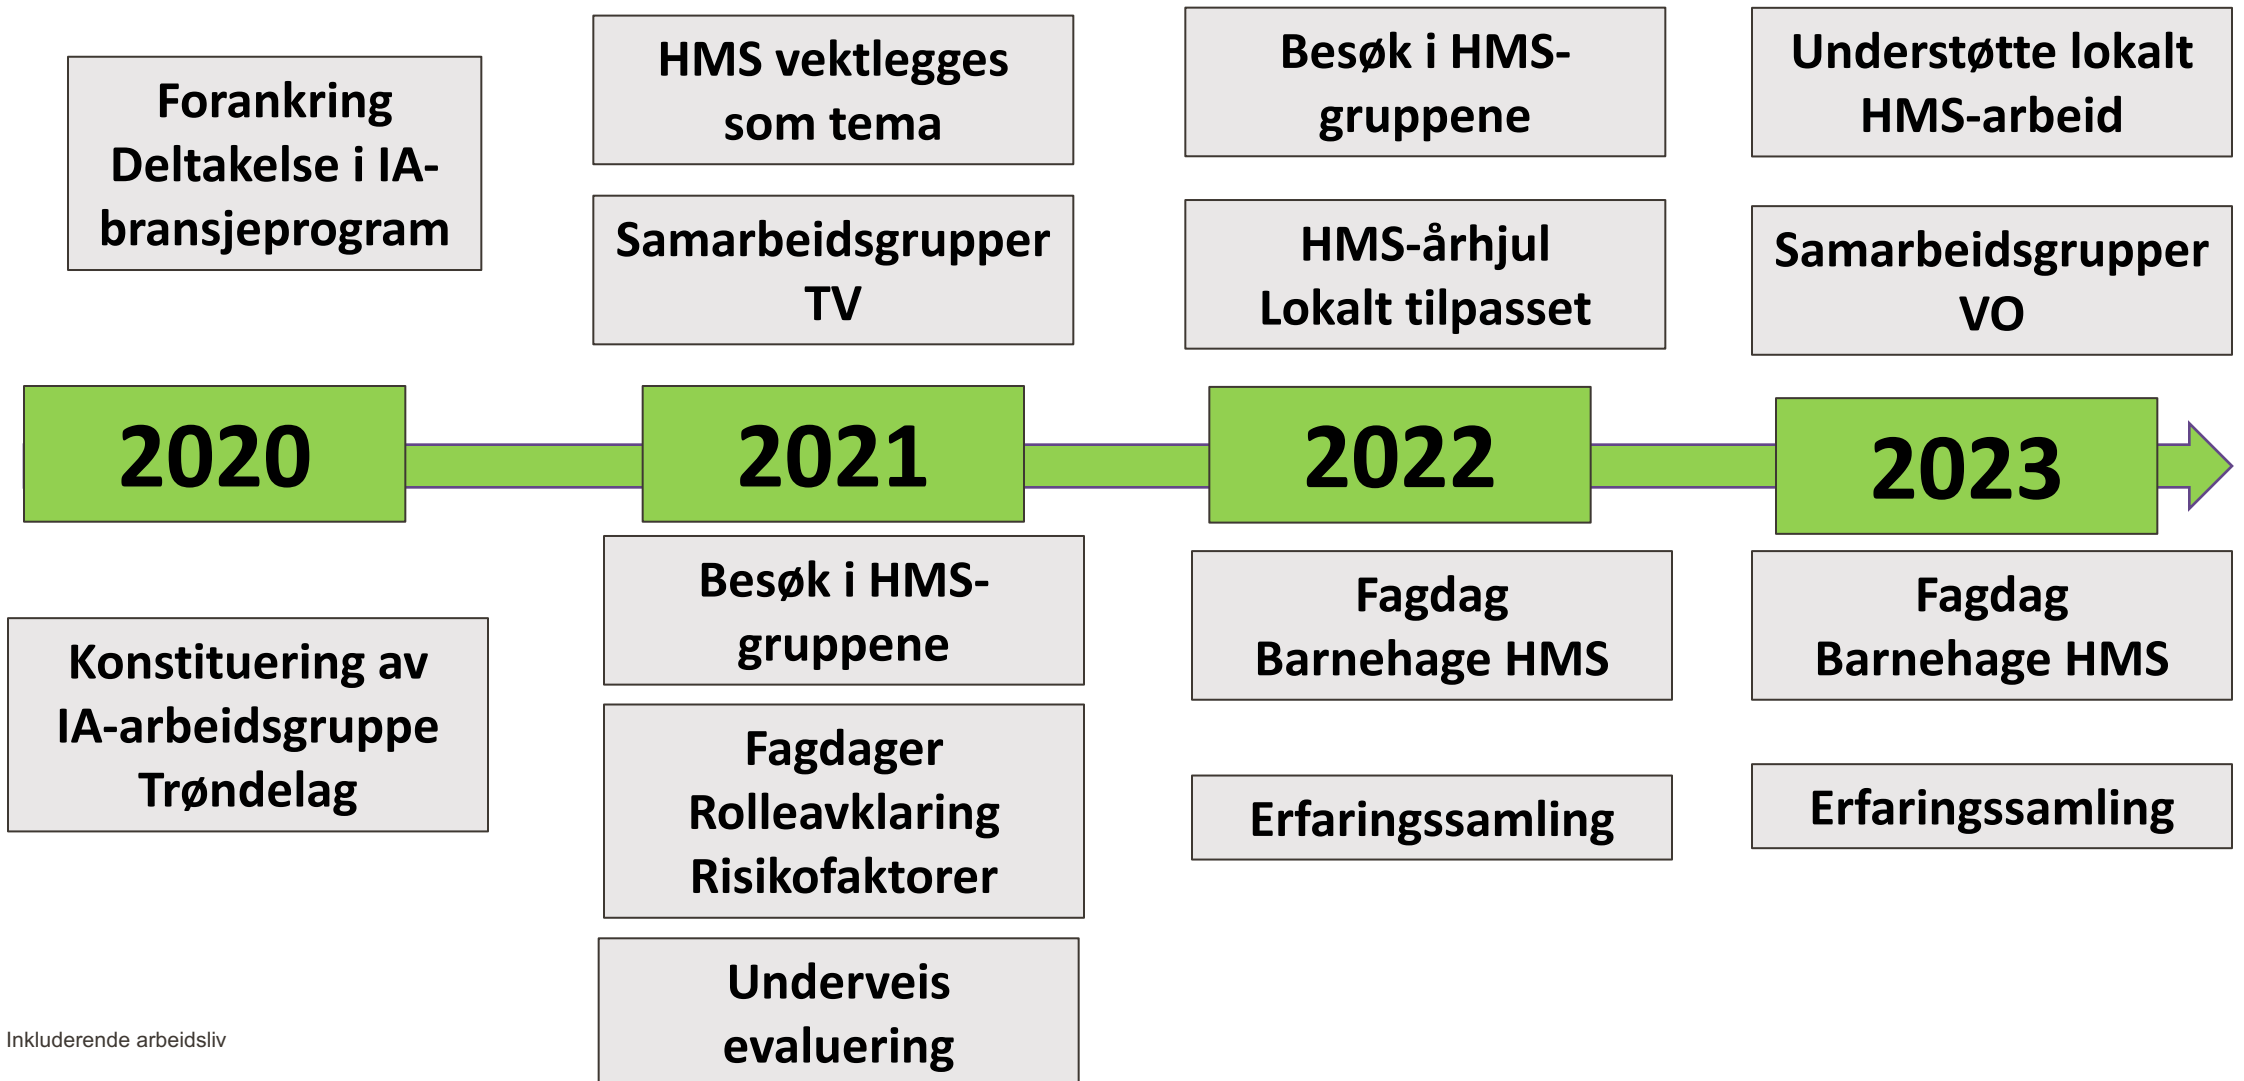 Forankring
Deltakelse i IA-
bransjeprogram
HMS vektlegges
som tema
Samarbeidsgrupper
TV
Besøk i HMS-
gruppene
HMS-århjul
Lokalt tilpasset
Understøtte lokalt
HMS-arbeid
Samarbeidsgrupper
VO
2020
2021
2022
2023
Konstituering av
IA-arbeidsgruppe
Trøndelag
Besøk i HMS-
gruppene
Fagdager
Rolleavklaring
Risikofaktorer
Underveis
evaluering
Fagdag
Barnehage HMS
Erfaringssamling
Fagdag
Barnehage HMS
Erfaringssamling
Inkluderende arbeidsliv